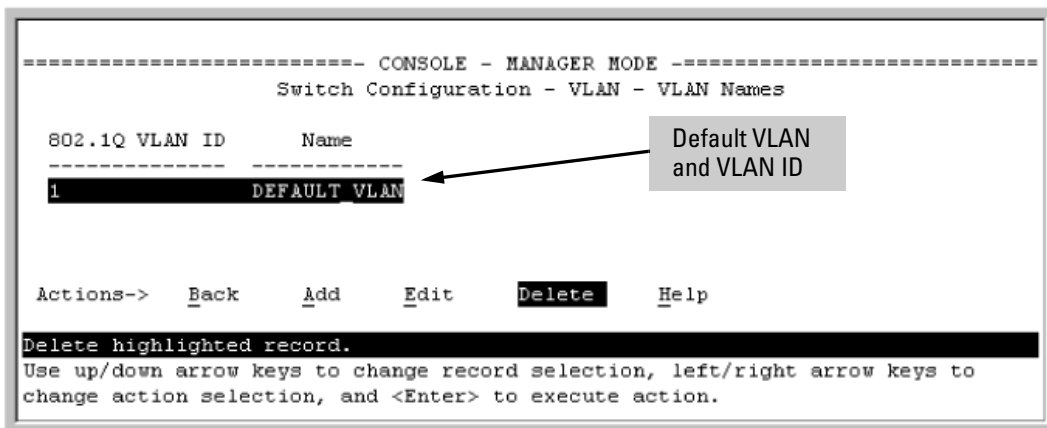 ===========================- CONSOLE - MANAGER MODE -============================
Switch Configuration - VLAN - VLAN Names
802.1Q VLAN ID Name
-------------- ------------
1 DEFAULT_VLAN
Default VLAN
and VLAN ID
Actions-> Back Add Edit Delete Help
Delete highlighted record.
Use up/down arrow keys to change record selection, left/right arrow keys to
change action selection, and <Enter> to execute action.